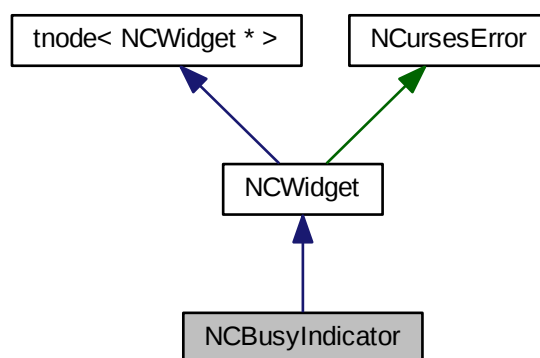 tnode< NCWidget * >
NCursesError
NCWidget
NCBusyIndicator